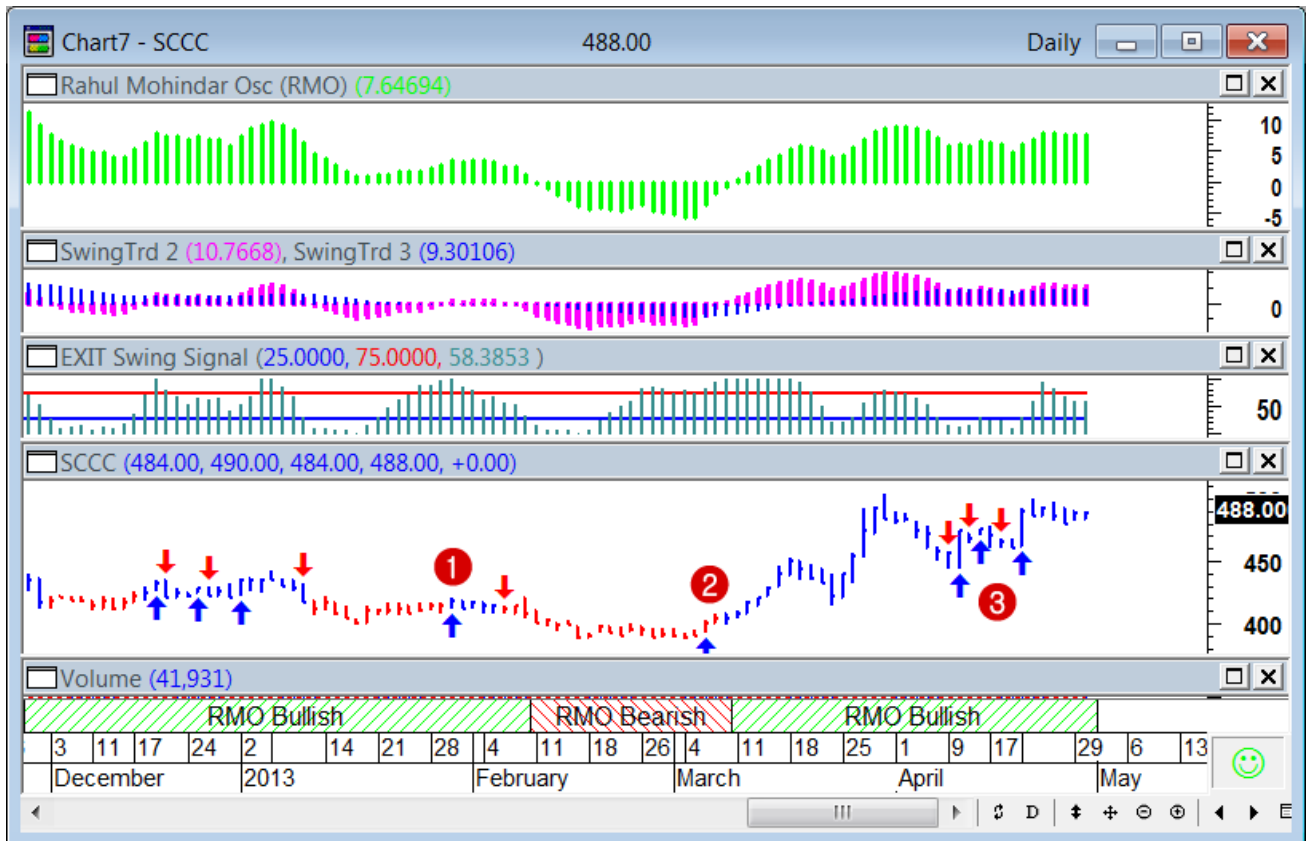 Chart7 - SCCC 488.00 Daily
Rahul Mohindar Osc (RMO) (7.64694)
10
5
0
-5
SwingTrd 2 (10.7668), SwingTrd 3 (9.30106)
0
EXIT Swing Signal (25.0000, 75.0000, 58.3853 )
50
SCCC (484.00, 490.00, 484.00, 488.00, +0.00)
488.00
1
450
2
3
400
Volume (41,931)
RMO Bullish RMO Bearish RMO Bullish
3 11 17 24 2 14 21 28 4 11 18 26 4 11 18 25 1 9 17 29 6 13
December 2013 February March April May
D